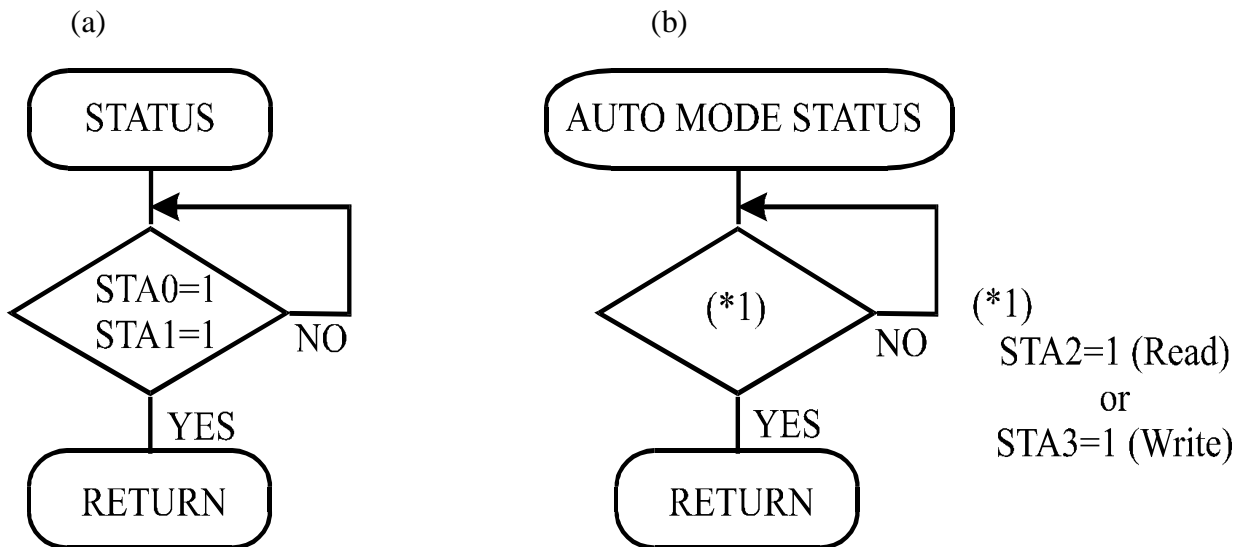 (a)
STATUS
STA0=1
STA1=1
NO
YES
RETURN
(b)
AUTO MODE STATUS
(*1)
NO
YES
RETURN
(*1)
STA2=1 (Read)
or
STA3=1 (Write)